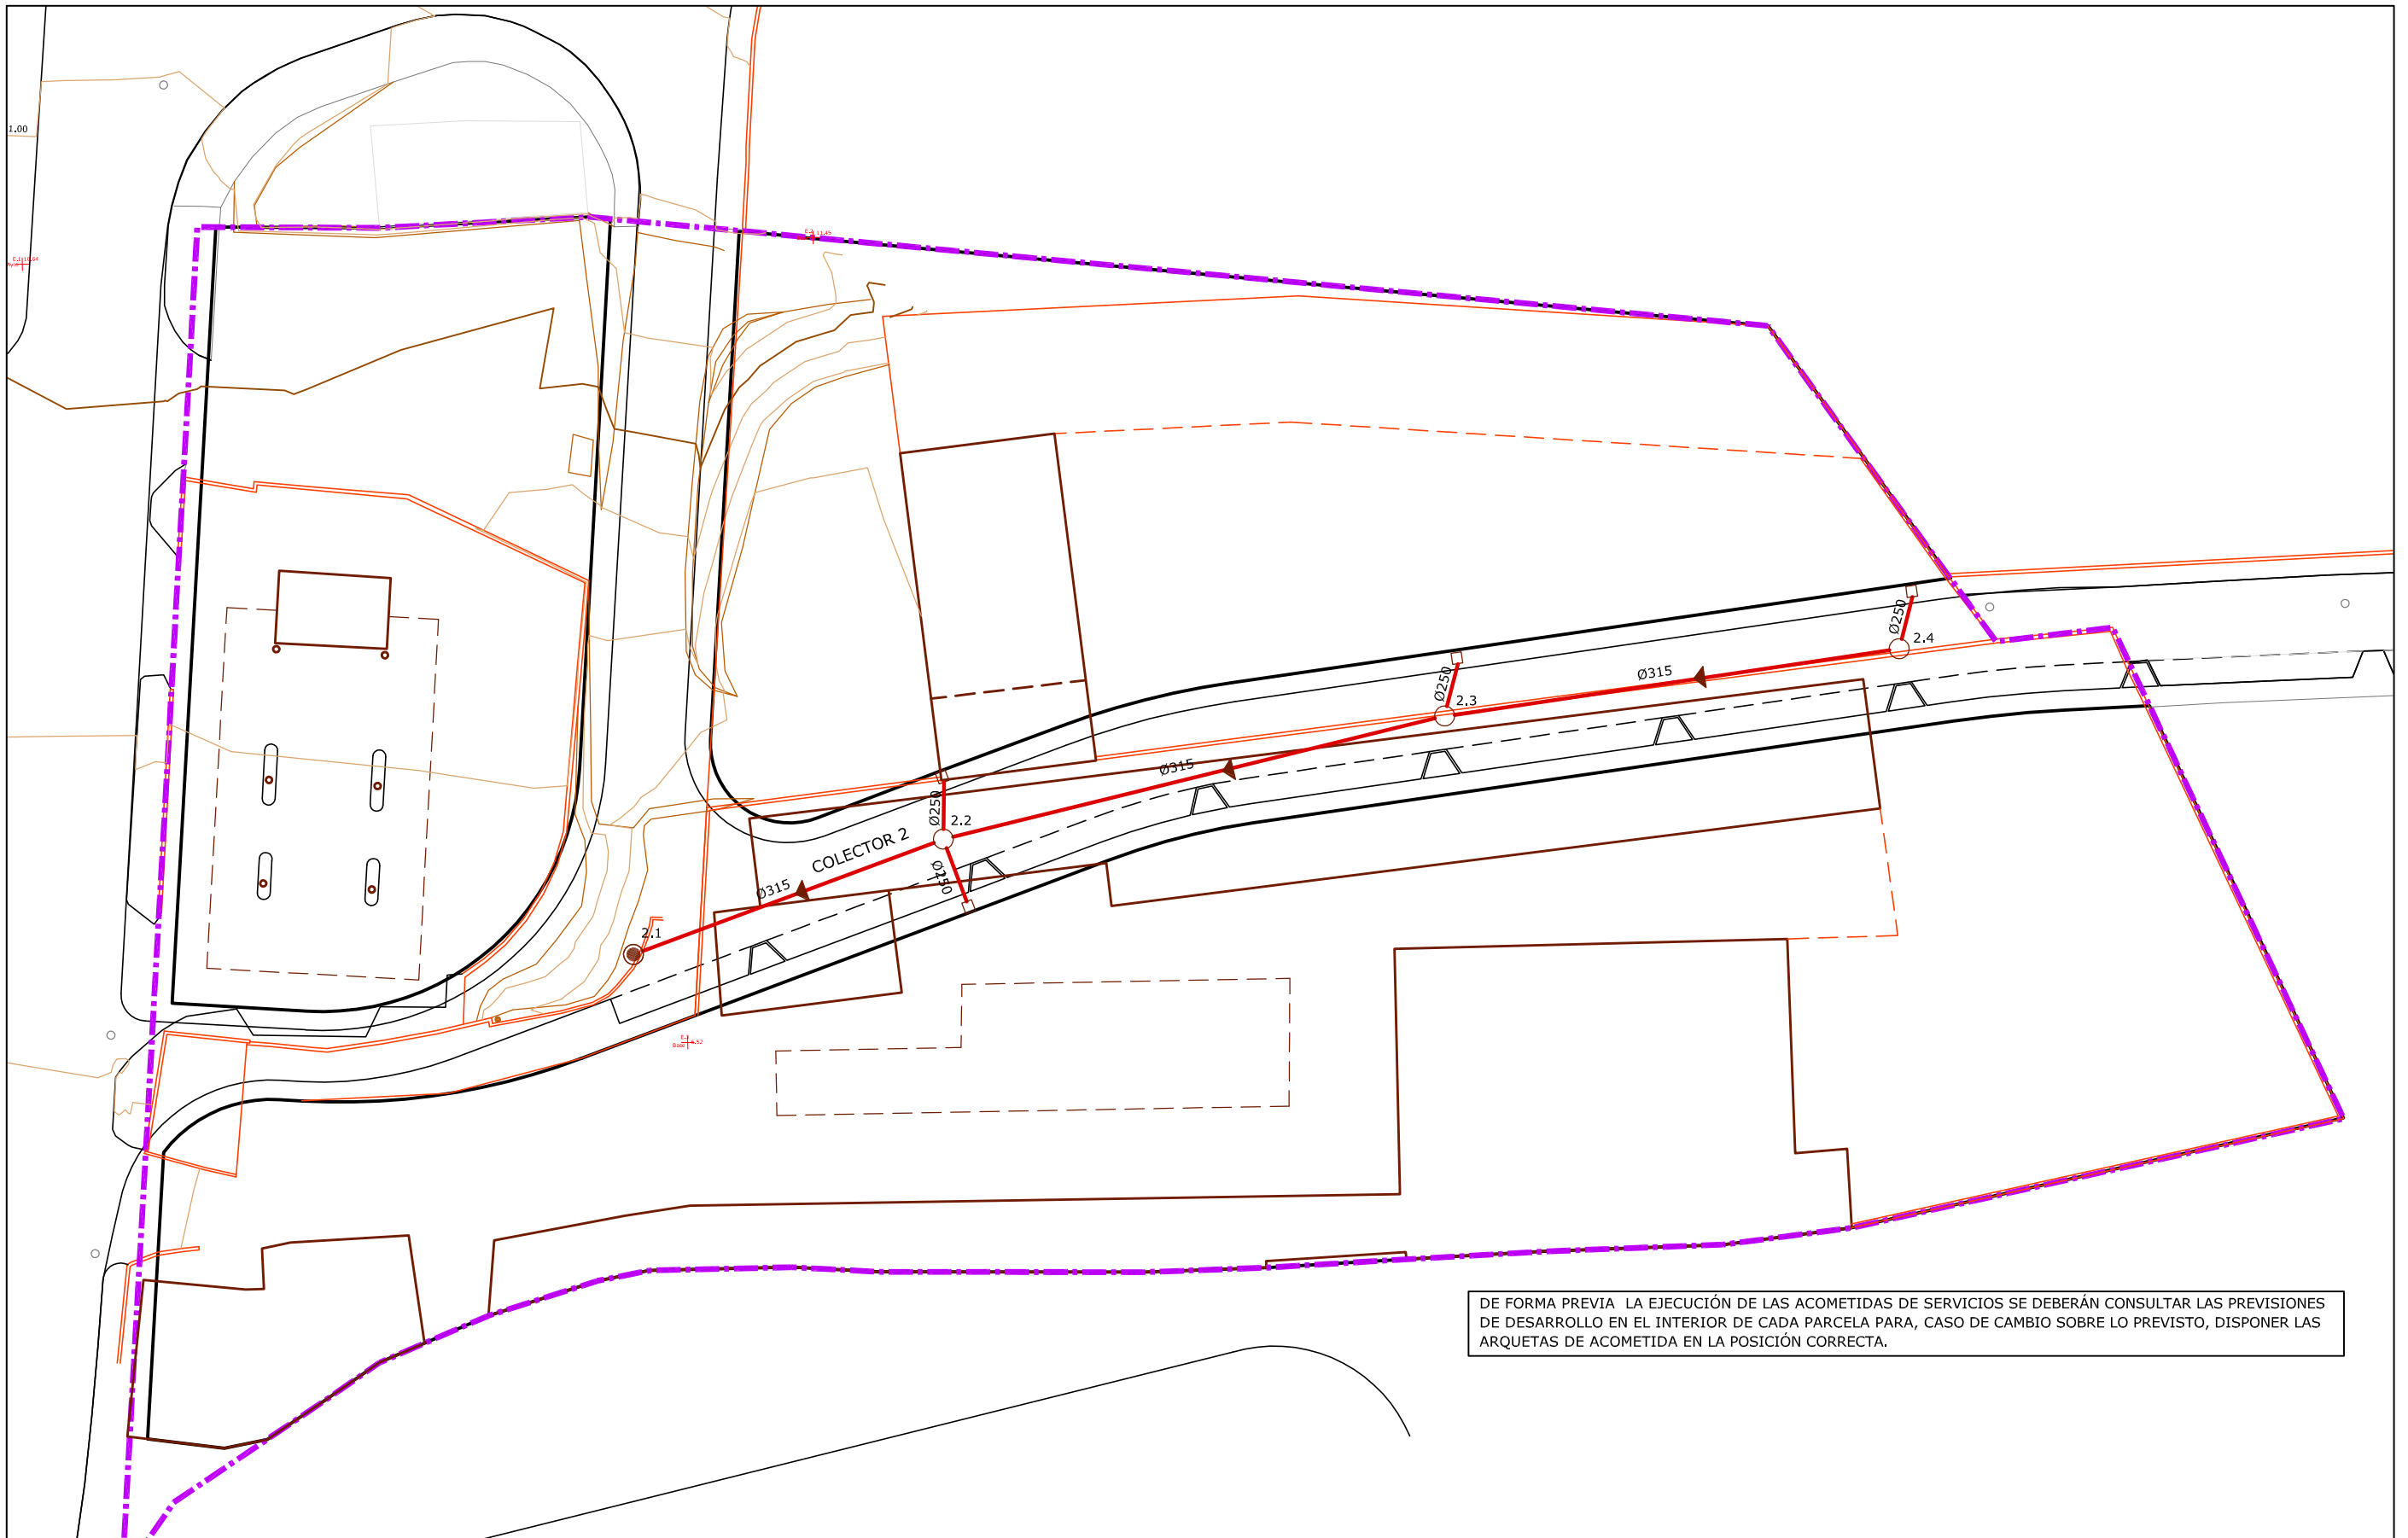 1.00
Ø250
2.4
Ø315
Ø250
2.3
Ø315
Ø250
2.2
COLECTOR 2
Ø250
Ø315
2.1
DE FORMA PREVIA LA EJECUCIÓN DE LAS ACOMETIDAS DE SERVICIOS SE DEBERÁN CONSULTAR LAS PREVISIONES
DE DESARROLLO EN EL INTERIOR DE CADA PARCELA PARA, CASO DE CAMBIO SOBRE LO PREVISTO, DISPONER LAS
ARQUETAS DE ACOMETIDA EN LA POSICIÓN CORRECTA.